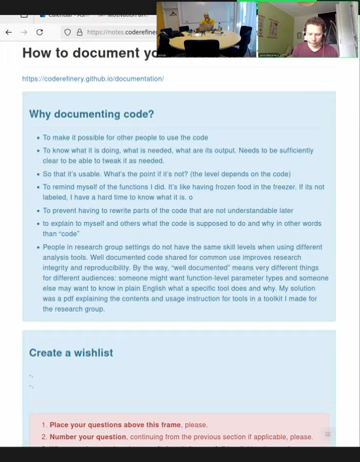 Calendar
https://notes.coderefine
How to document yo
https://coderefinery.github.io/documentation/
Why documenting code?
• To make it possible for other people to use the code
• To know what it is doing, what is needed, what are its output. Needs to be sufficiently
clear to be able to tweak it as needed.
• So that it's usable. What's the point if it's not? (the level depends on the code)
• To remind myself of the functions I did. It's like having frozen food in the freezer. If its not
labeled, I have a hard time to know what it is. o
• To prevent having to rewrite parts of the code that are not understandable later
• to explain to myself and others what the code is supposed to do and why in other words
than "code"
• People in research group settings do not have the same skill levels when using different
analysis tools. Well documented code shared for common use improves research
integrity and reproducibility. By the way, "well documented" means very different things
for different audiences: someone might want function-level parameter types and someone
else may want to know in plain English what a specific tool does and why. My solution
was a pdf explaining the contents and usage instruction for tools in a toolkit I made for
the research group.
Create a wishlist
1. Place your questions above this frame, please.
2. Number your question, continuing from the previous section if applicable, please.